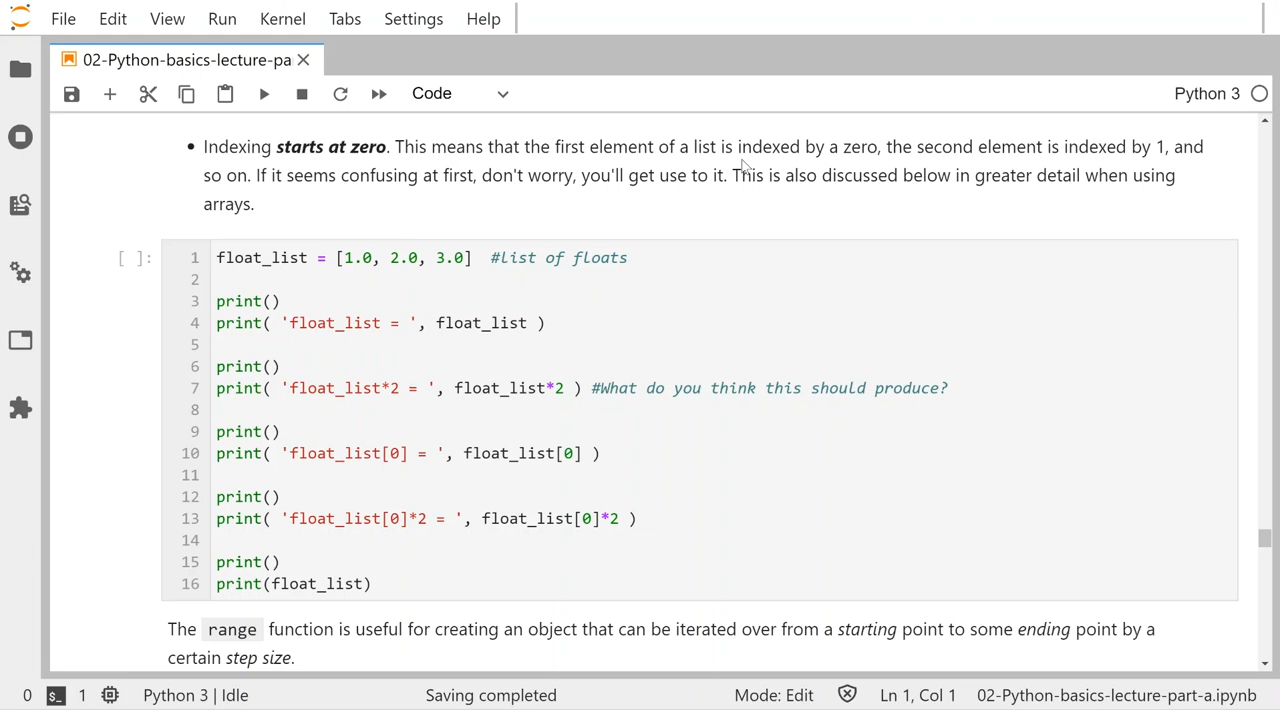 File Edit View Run Kernel Tabs Settings Help
02-Python-basics-lecture-pa
Code
Python 3
Indexing starts at zero. This means that the first element of a list is indexed by a zero, the second element is indexed by 1, and
so on. If it seems confusing at first, don't worry, you'll get use to it. This is also discussed below in greater detail when using
arrays.
[ ]:
1 float_list = [1.0, 2.0, 3.0]  #list of floats
2
3 print()
4 print( 'float_list = ', float_list )
5
6 print()
7 print( 'float_list*2 = ', float_list*2 ) #What do you think this should produce?
8
9 print()
10 print( 'float_list[0] = ', float_list[0] )
11
12 print()
13 print( 'float_list[0]*2 = ', float_list[0]*2 )
14
15 print()
16 print(float_list)
The range function is useful for creating an object that can be iterated over from a starting point to some ending point by a
certain step size.
0 $_ 1 Python 3 | Idle Saving completed Mode: Edit Ln 1, Col 1 02-Python-basics-lecture-part-a.ipynb